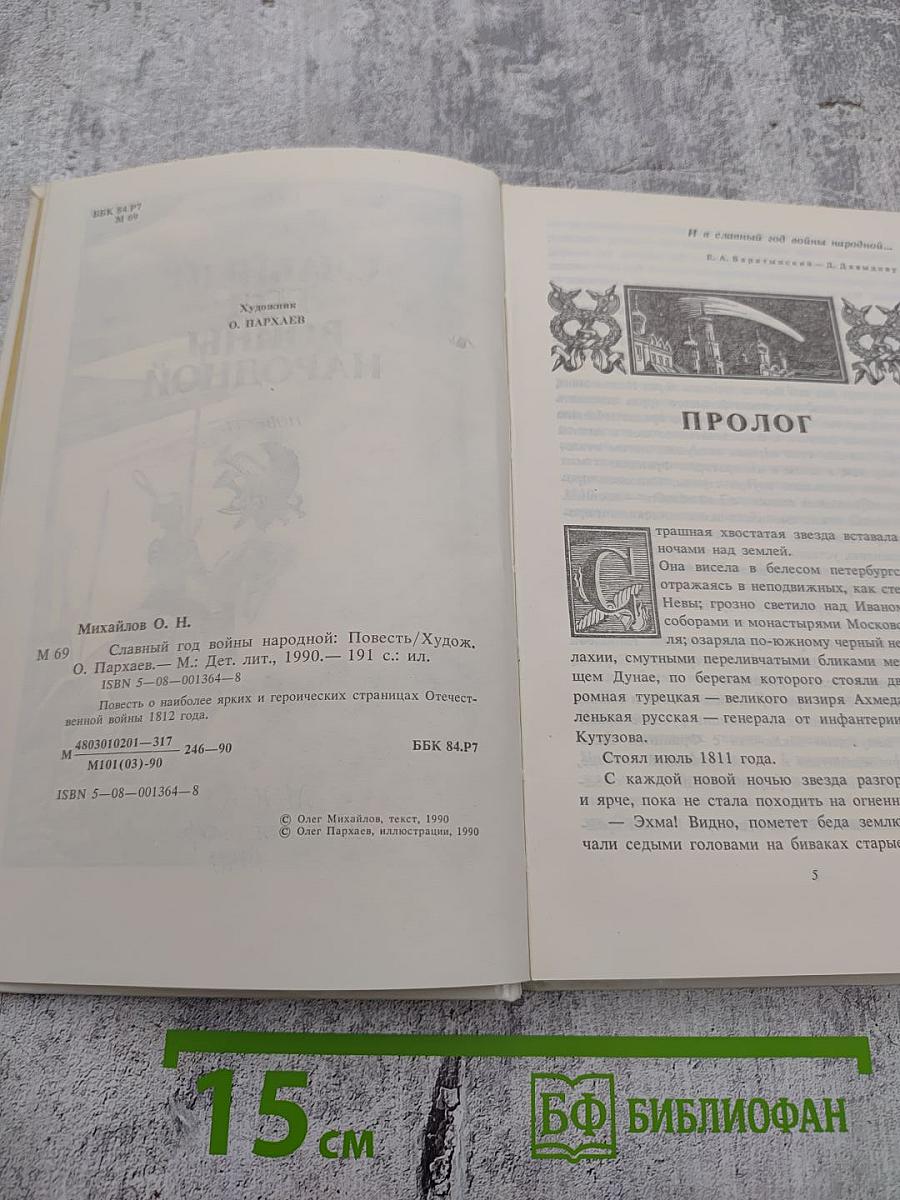 ББК 84.Р7
М 69
Художник
О. ПАРХАЕВ
Михайлов О. Н.
М 69 Славный год войны народной: Повесть/Худож.
О. Пархаев.— М.: Дет. лит., 1990.— 191 с.: ил.
ISBN 5—08—001364—8
Повесть о наиболее ярких и героических страницах Отечест-
венной войны 1812 года.
М 4803010201—317 246—90 ББК 84.Р7
М101(03)-90
ISBN 5—08—001364—8
© Олег Михайлов, текст, 1990
© Олег Пархаев, иллюстрации, 1990
И в славный год войны народной...
Е. А. Баратынский — Д. Давыдову
ПРОЛОГ
Страшная хвостатая звезда вставала
ночами над землей.
Она висела в белесом петербургс
отражаясь в неподвижных, как сте
Невы; грозно светило над Иваном
соборами и монастырями Московс
ля; озаряла по-южному черный не
лахии, смутными переливчатыми бликами ме
щем Дунае, по берегам которого стояли дв
ромная турецкая — великого визиря Ахмед
ленькая русская — генерала от инфантерии
Кутузова.
Стоял июль 1811 года.
С каждой новой ночью звезда разгор
и ярче, пока не стала походить на огненн
— Эхма! Видно, пометет беда землю
чали седыми головами на биваках старые
5
15 см
БФ БИБЛИОФАН